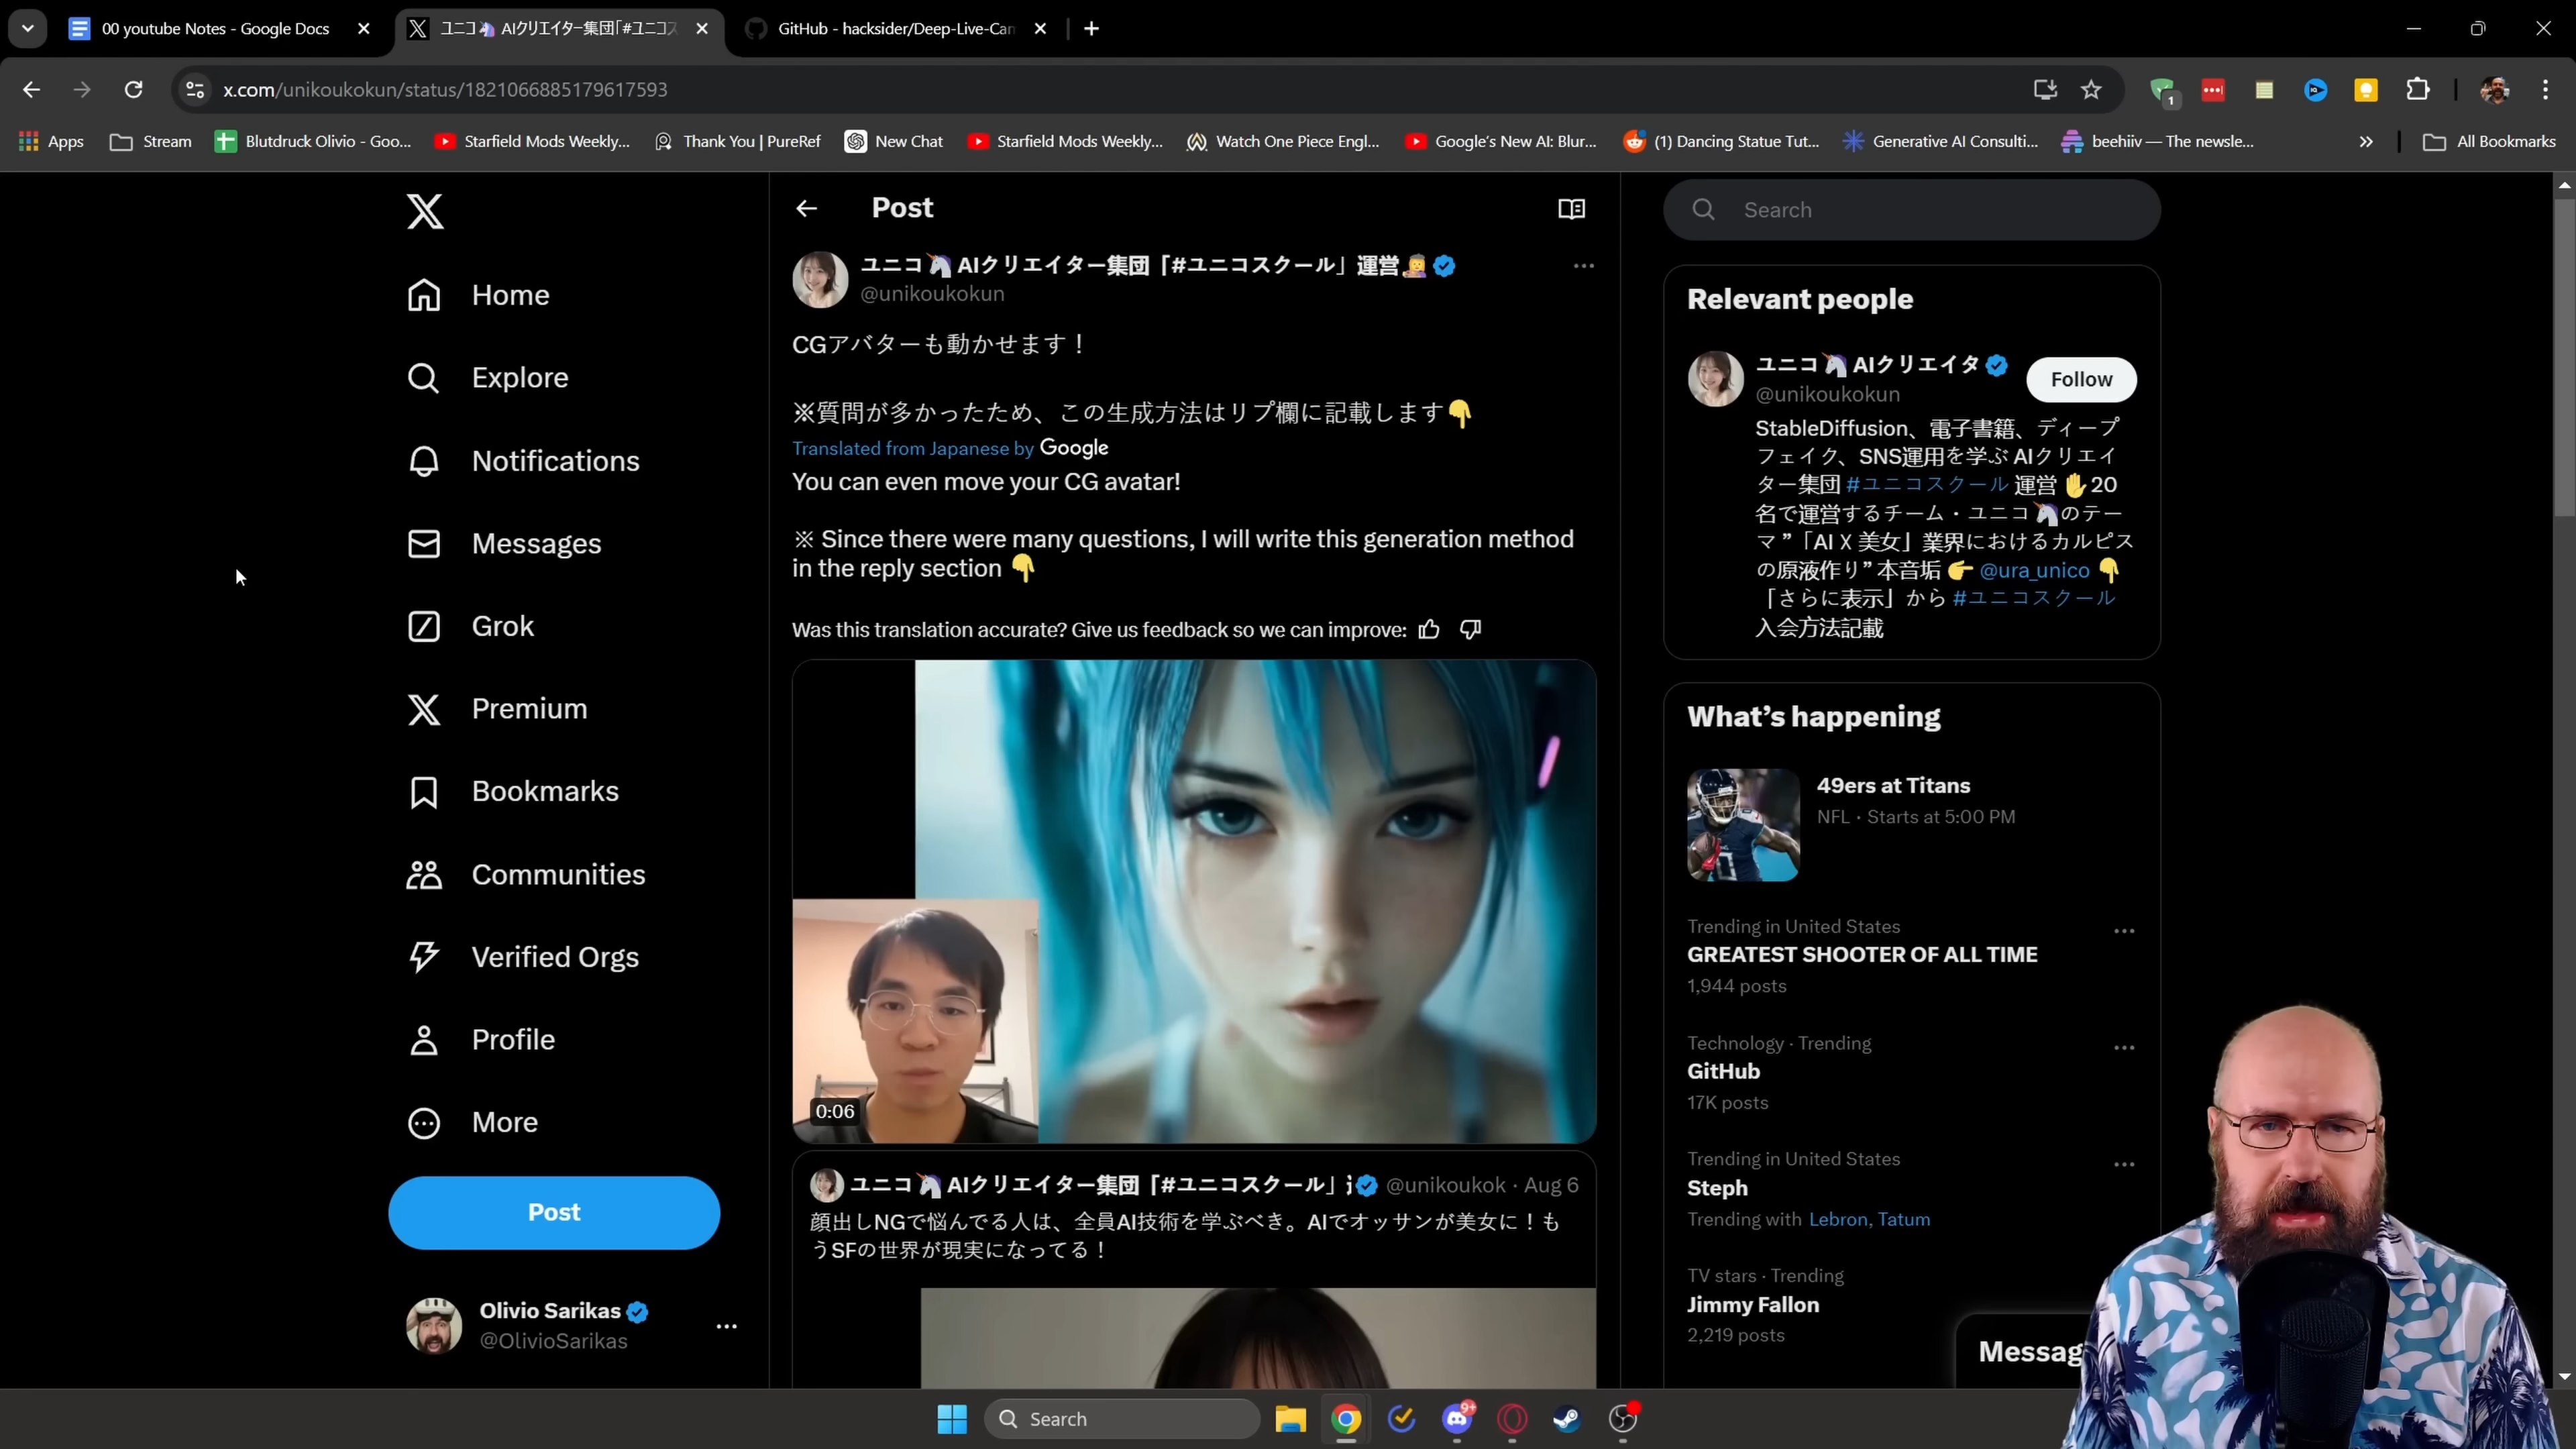 00 youtube Notes - Google Docs
ユニコ🦄 AIクリエイター集団「#ユニコス
GitHub - hacksider/Deep-Live-Can
x.com/unikoukokun/status/1821066885179617593
1
Apps
Stream
Blutdruck Olivio - Goo...
Starfield Mods Weekly...
Thank You | PureRef
New Chat
Starfield Mods Weekly...
Watch One Piece Engl...
Google's New AI: Blur...
(1) Dancing Statue Tut...
Generative AI Consulti...
beehiiv — The newsle...
All Bookmarks
Home
Explore
Notifications
Messages
Grok
Premium
Bookmarks
Communities
Verified Orgs
Profile
More
Post
Olivio Sarikas
@OlivioSarikas
Post
ユニコ🦄 AIクリエイター集団「#ユニコスクール」運営
@unikoukokun
CGアバターも動かせます！
※質問が多かったため、この生成方法はリプ欄に記載します👇
Translated from Japanese by Google
You can even move your CG avatar!
※ Since there were many questions, I will write this generation method
in the reply section 👇
Was this translation accurate? Give us feedback so we can improve:
0:06
ユニコ🦄 AIクリエイター集団「#ユニコスクール」 @unikoukok · Aug 6
顔出しNGで悩んでる人は、全員AI技術を学ぶべき。AIでオッサンが美女に！も
うSFの世界が現実になってる！
Search
Relevant people
ユニコ🦄 AIクリエイタ
@unikoukokun
Follow
StableDiffusion、電子書籍、ディープ
フェイク、SNS運用を学ぶ AIクリエイ
ター集団 #ユニコスクール 運営✋20
名で運営するチーム・ユニコ🦄のテー
マ ”「AI X 美女」業界におけるカルピス
の原液作り” 本音垢 👉 @ura_unico 👇
「さらに表示」から #ユニコスクール
入会方法記載
What's happening
49ers at Titans
NFL · Starts at 5:00 PM
Trending in United States
GREATEST SHOOTER OF ALL TIME
1,944 posts
Technology · Trending
GitHub
17K posts
Trending in United States
Steph
Trending with Lebron, Tatum
TV stars · Trending
Jimmy Fallon
2,219 posts
Messag
Search
9+